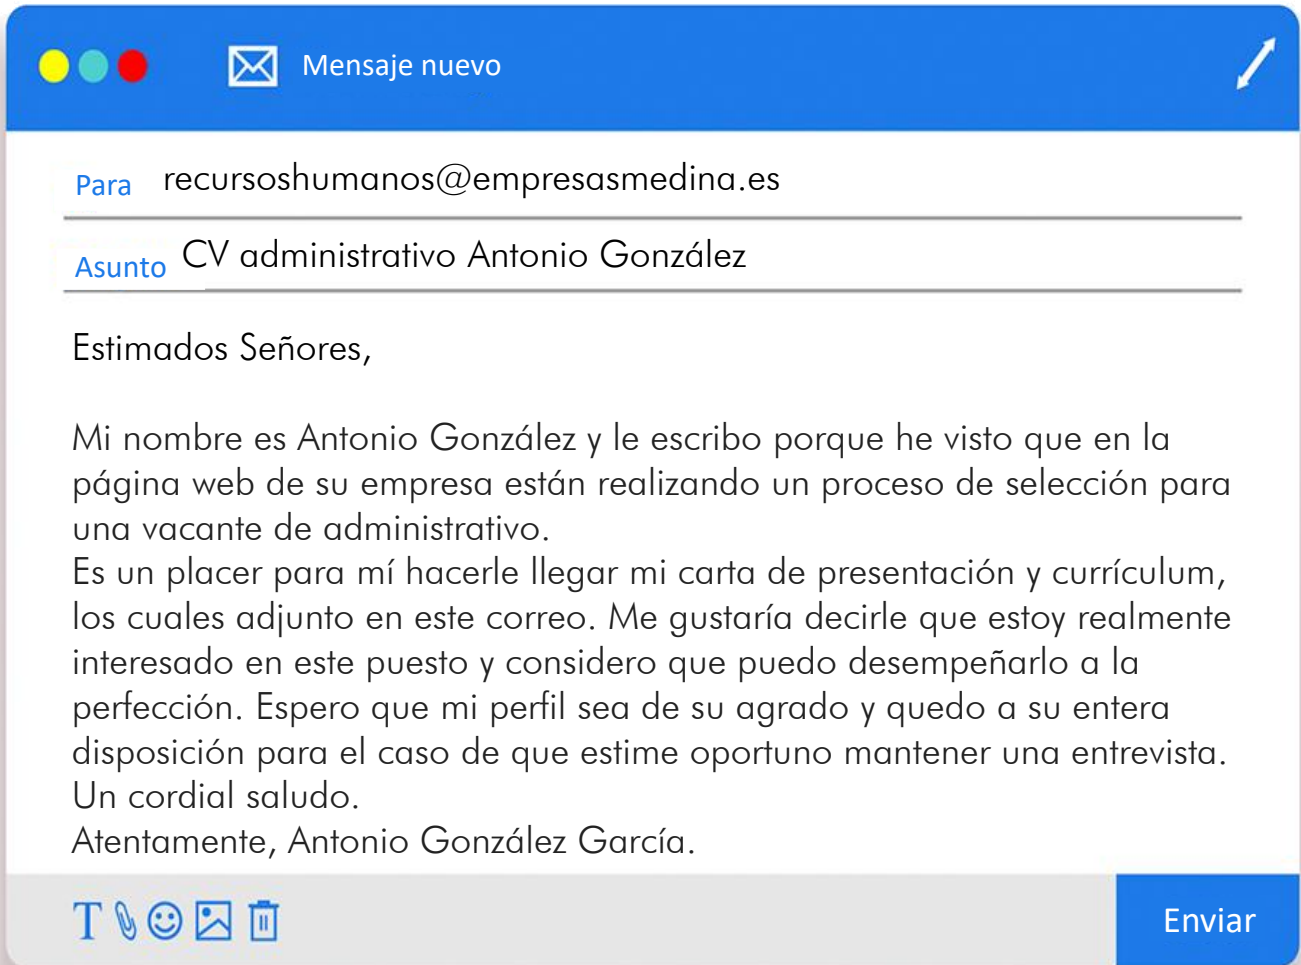 Mensaje nuevo
Para recursoshumanos@empresasmedina.es
Asunto CV administrativo Antonio González
Estimados Señores,
Mi nombre es Antonio González y le escribo porque he visto que en la
página web de su empresa están realizando un proceso de selección para
una vacante de administrativo.
Es un placer para mí hacerle llegar mi carta de presentación y currículum,
los cuales adjunto en este correo. Me gustaría decirle que estoy realmente
interesado en este puesto y considero que puedo desempeñarlo a la
perfección. Espero que mi perfil sea de su agrado y quedo a su entera
disposición para el caso de que estime oportuno mantener una entrevista.
Un cordial saludo.
Atentamente, Antonio González García.
T
Enviar